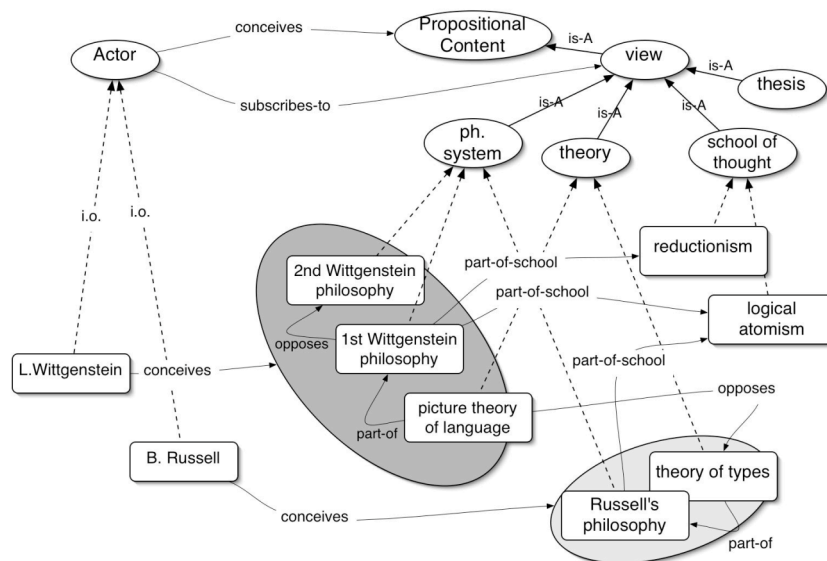 Propositional
Content
conceives
is-A
Actor
view
is-A
thesis
subscribes-to
is-A
is-A
is-A
ph.
system
theory
school of
thought
i.o.
i.o.
reductionism
2nd Wittgenstein
philosophy
part-of-school
part-of-school
logical
atomism
opposes
1st Wittgenstein
philosophy
L.Wittgenstein
conceives
part-of-school
opposes
picture theory
of language
part-of
B. Russell
theory of types
Russell's
philosophy
conceives
part-of